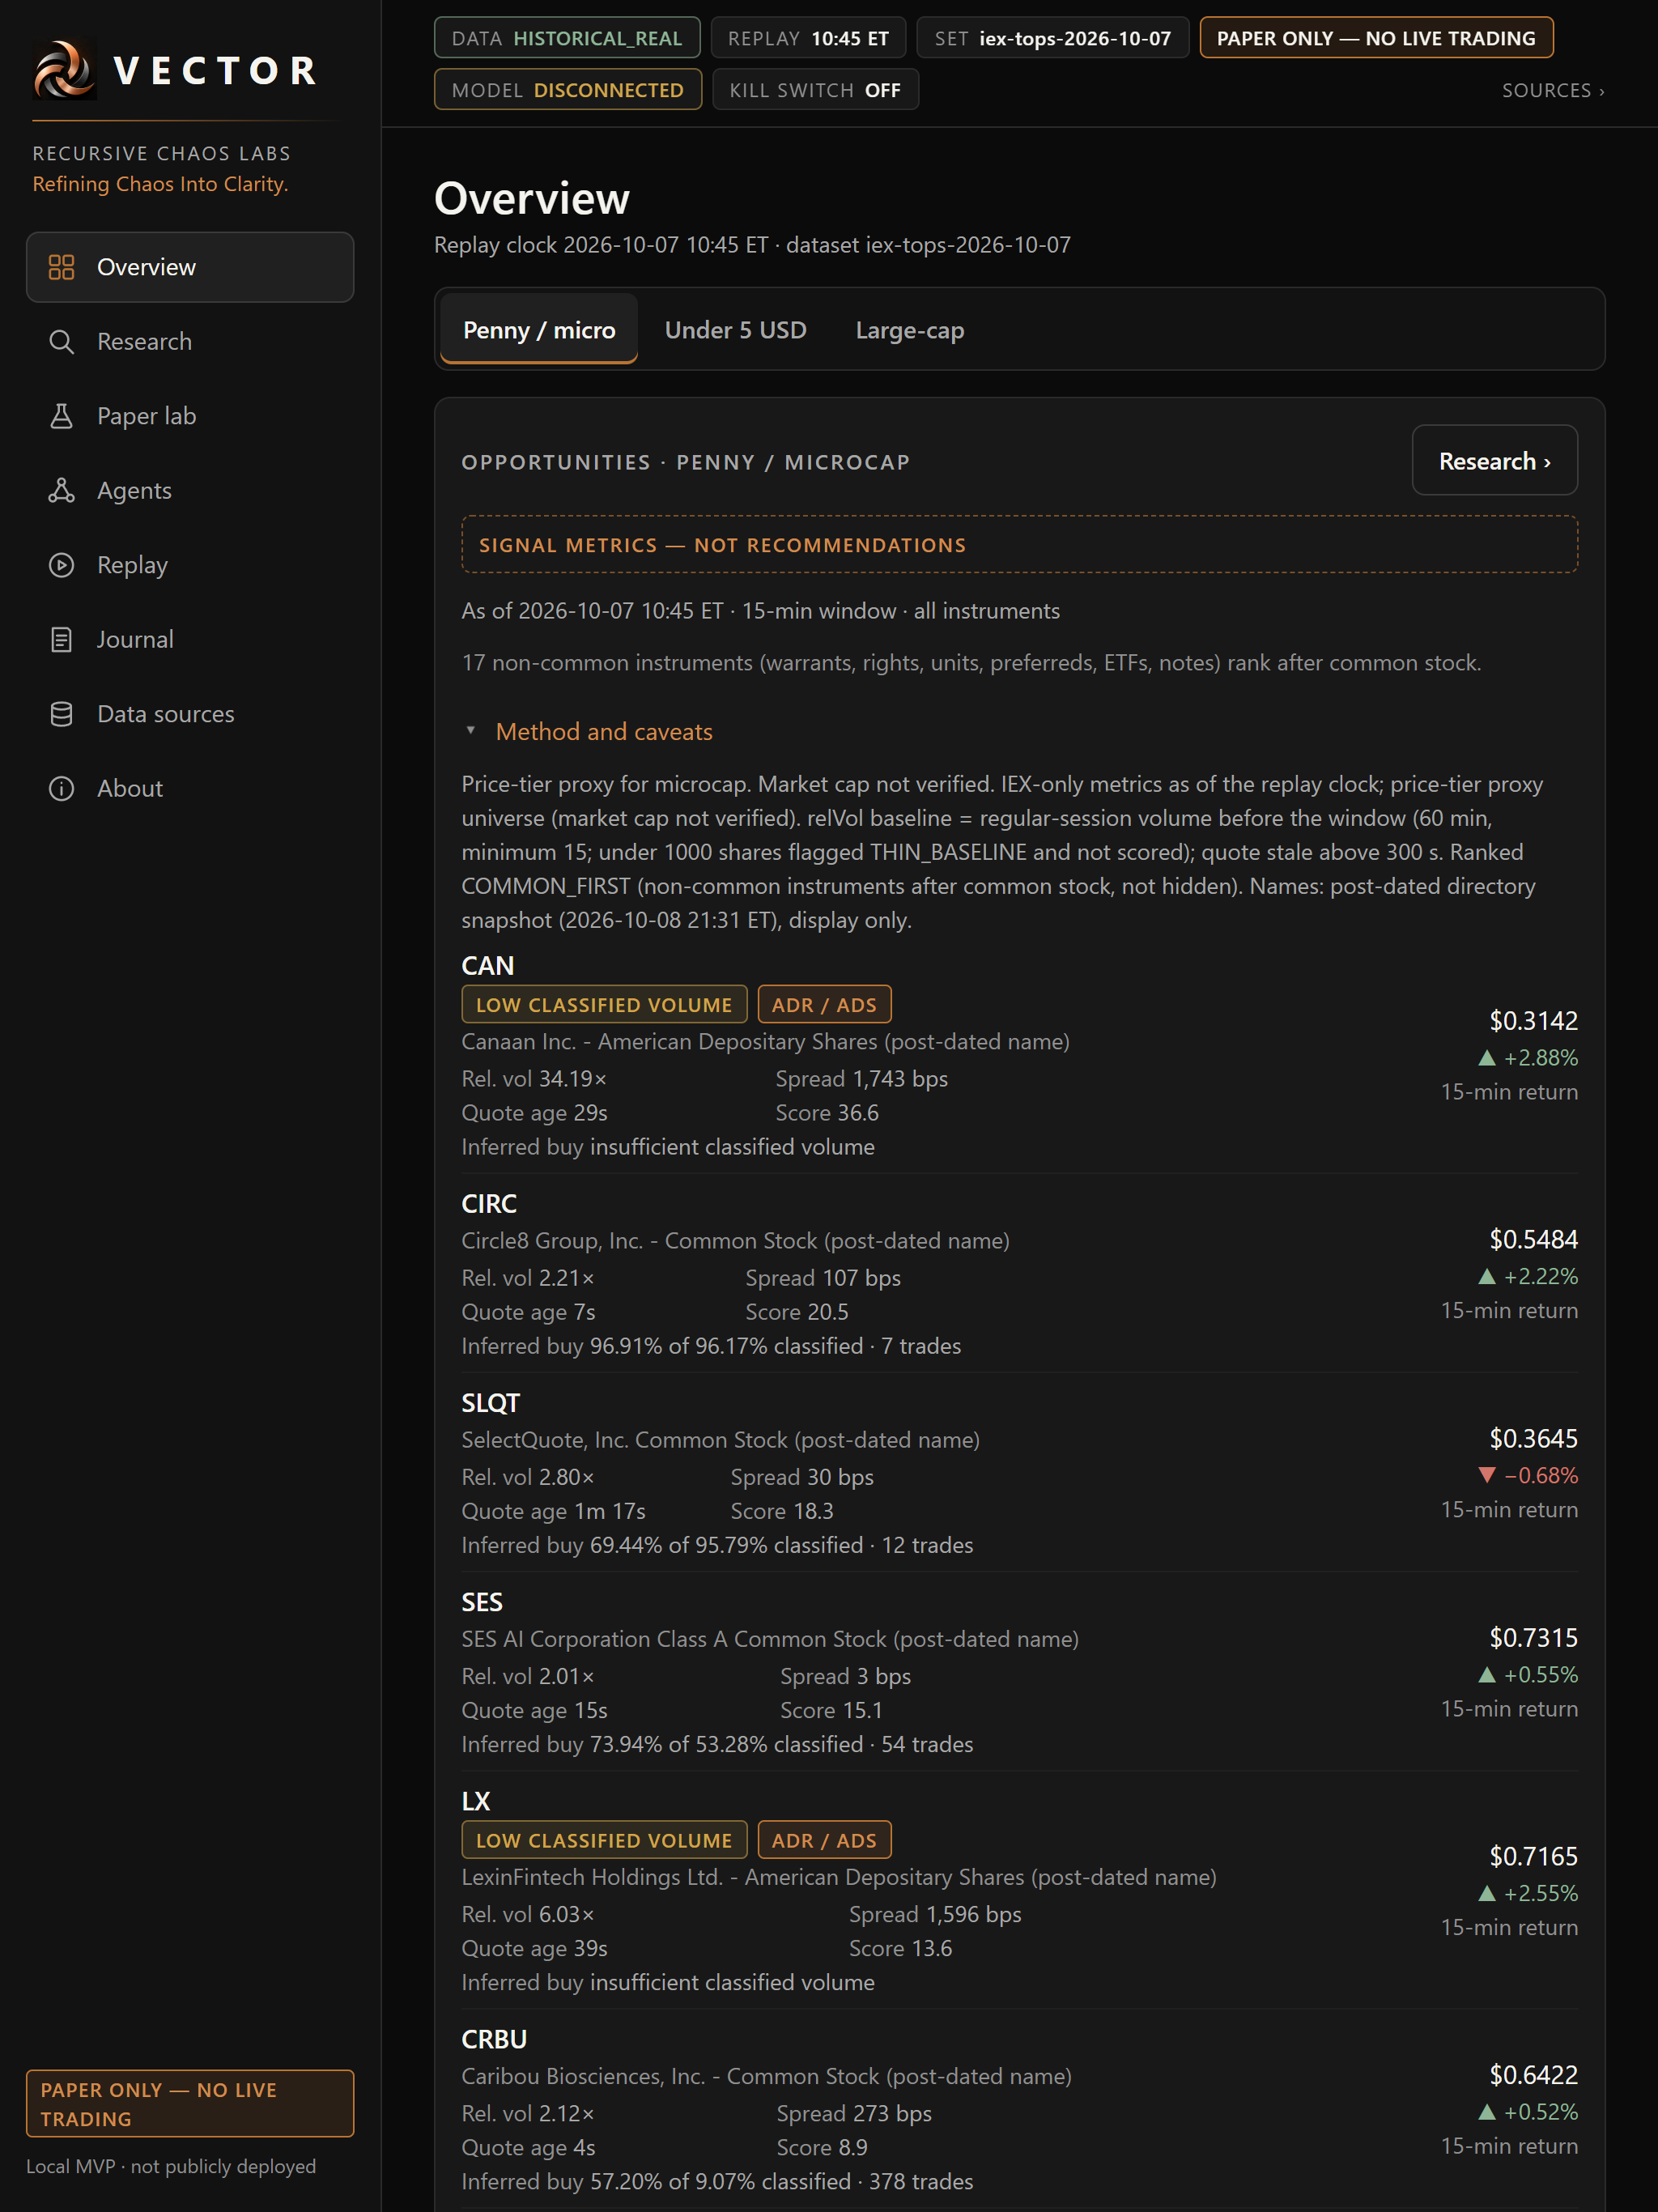 VECTOR
RECURSIVE CHAOS LABS
Refining Chaos Into Clarity.
Overview
Research
Paper lab
Agents
Replay
Journal
Data sources
About
PAPER ONLY — NO LIVE
TRADING
Local MVP · not publicly deployed
DATA HISTORICAL_REAL
REPLAY 10:45 ET
SET iex-tops-2026-10-07
PAPER ONLY — NO LIVE TRADING
MODEL DISCONNECTED
KILL SWITCH OFF
SOURCES ›
Overview
Replay clock 2026-10-07 10:45 ET · dataset iex-tops-2026-10-07
Penny / micro
Under 5 USD
Large-cap
OPPORTUNITIES · PENNY / MICROCAP
Research ›
SIGNAL METRICS — NOT RECOMMENDATIONS
As of 2026-10-07 10:45 ET · 15-min window · all instruments
17 non-common instruments (warrants, rights, units, preferreds, ETFs, notes) rank after common stock.
▾ Method and caveats
Price-tier proxy for microcap. Market cap not verified. IEX-only metrics as of the replay clock; price-tier proxy
universe (market cap not verified). relVol baseline = regular-session volume before the window (60 min,
minimum 15; under 1000 shares flagged THIN_BASELINE and not scored); quote stale above 300 s. Ranked
COMMON_FIRST (non-common instruments after common stock, not hidden). Names: post-dated directory
snapshot (2026-10-08 21:31 ET), display only.
CAN
LOW CLASSIFIED VOLUME
ADR / ADS
Canaan Inc. - American Depositary Shares (post-dated name)
Rel. vol 34.19× Spread 1,743 bps
Quote age 29s Score 36.6
Inferred buy insufficient classified volume
$0.3142
▲ +2.88%
15-min return
CIRC
Circle8 Group, Inc. - Common Stock (post-dated name)
Rel. vol 2.21× Spread 107 bps
Quote age 7s Score 20.5
Inferred buy 96.91% of 96.17% classified · 7 trades
$0.5484
▲ +2.22%
15-min return
SLQT
SelectQuote, Inc. Common Stock (post-dated name)
Rel. vol 2.80× Spread 30 bps
Quote age 1m 17s Score 18.3
Inferred buy 69.44% of 95.79% classified · 12 trades
$0.3645
▼ −0.68%
15-min return
SES
SES AI Corporation Class A Common Stock (post-dated name)
Rel. vol 2.01× Spread 3 bps
Quote age 15s Score 15.1
Inferred buy 73.94% of 53.28% classified · 54 trades
$0.7315
▲ +0.55%
15-min return
LX
LOW CLASSIFIED VOLUME
ADR / ADS
LexinFintech Holdings Ltd. - American Depositary Shares (post-dated name)
Rel. vol 6.03× Spread 1,596 bps
Quote age 39s Score 13.6
Inferred buy insufficient classified volume
$0.7165
▲ +2.55%
15-min return
CRBU
Caribou Biosciences, Inc. - Common Stock (post-dated name)
Rel. vol 2.12× Spread 273 bps
Quote age 4s Score 8.9
Inferred buy 57.20% of 9.07% classified · 378 trades
$0.6422
▲ +0.52%
15-min return